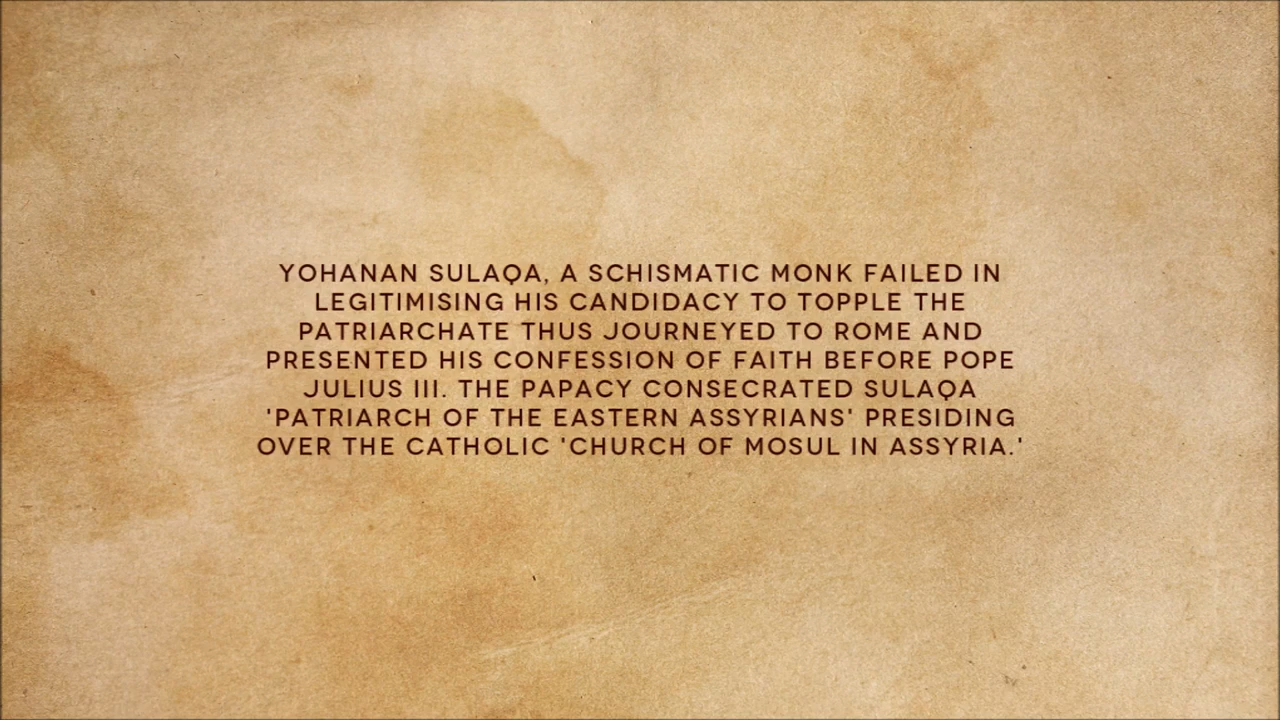 YOHANAN SULAQA, A SCHISMATIC MONK FAILED IN
LEGITIMISING HIS CANDIDACY TO TOPPLE THE
PATRIARCHATE THUS JOURNEYED TO ROME AND
PRESENTED HIS CONFESSION OF FAITH BEFORE POPE
JULIUS III. THE PAPACY CONSECRATED SULAQA
'PATRIARCH OF THE EASTERN ASSYRIANS' PRESIDING
OVER THE CATHOLIC 'CHURCH OF MOSUL IN ASSYRIA.'